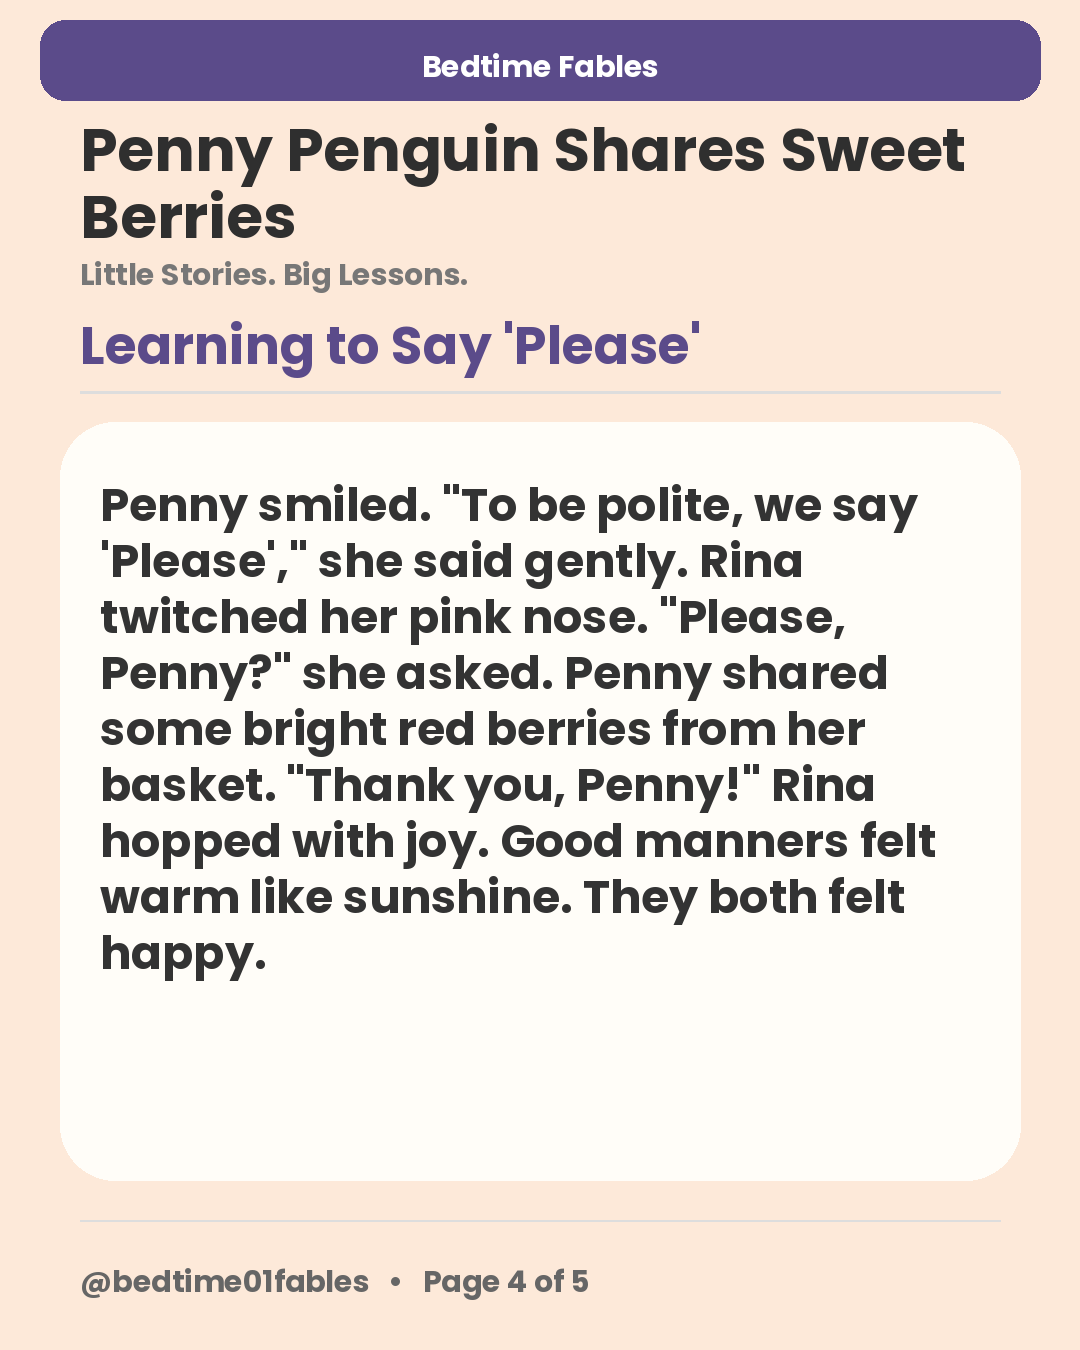 Bedtime Fables
Penny Penguin Shares Sweet
Berries
Little Stories. Big Lessons.
Learning to Say 'Please'
Penny smiled. "To be polite, we say
'Please'," she said gently. Rina
twitched her pink nose. "Please,
Penny?" she asked. Penny shared
some bright red berries from her
basket. "Thank you, Penny!" Rina
hopped with joy. Good manners felt
warm like sunshine. They both felt
happy.
@bedtime01fables • Page 4 of 5